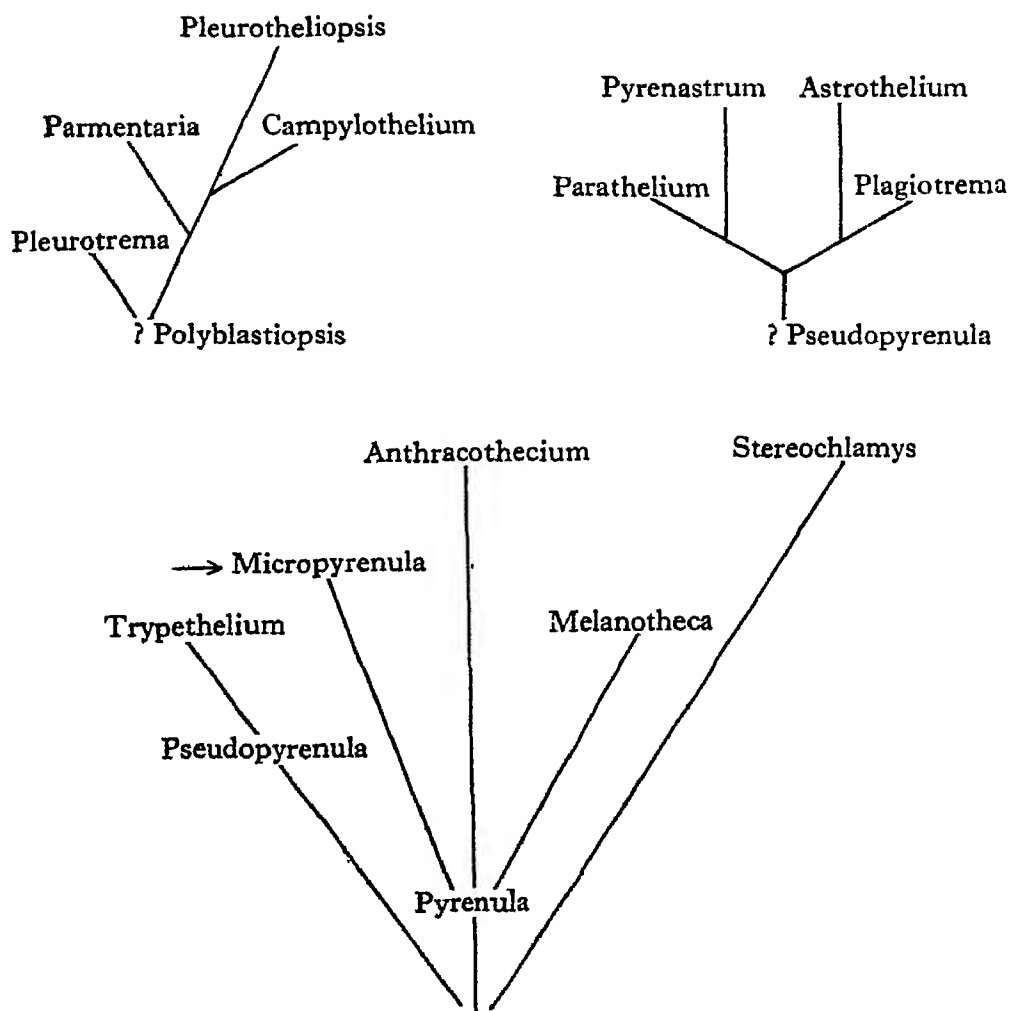 Pleurotheliopsis
Parmentaria
Campylothelium
Pleurotrema
? Polyblastiopsis
Pyrenastrum
Astrothelium
Parathelium
Plagiotrema
? Pseudopyrenula
Anthracothecium
Stereochlamys
→ Micropyrenula
Trypethelium
Melanotheca
Pseudopyrenula
Pyrenula